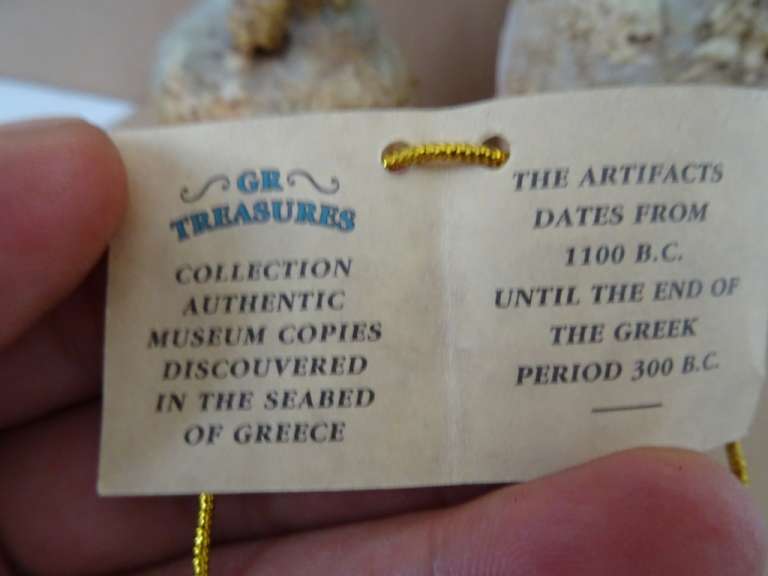 GR
TREASURES
COLLECTION
AUTHENTIC
MUSEUM COPIES
DISCOUVERED
IN THE SEABED
OF GREECE
THE ARTIFACTS
DATES FROM
1100 B.C.
UNTIL THE END OF
THE GREEK
PERIOD 300 B.C.